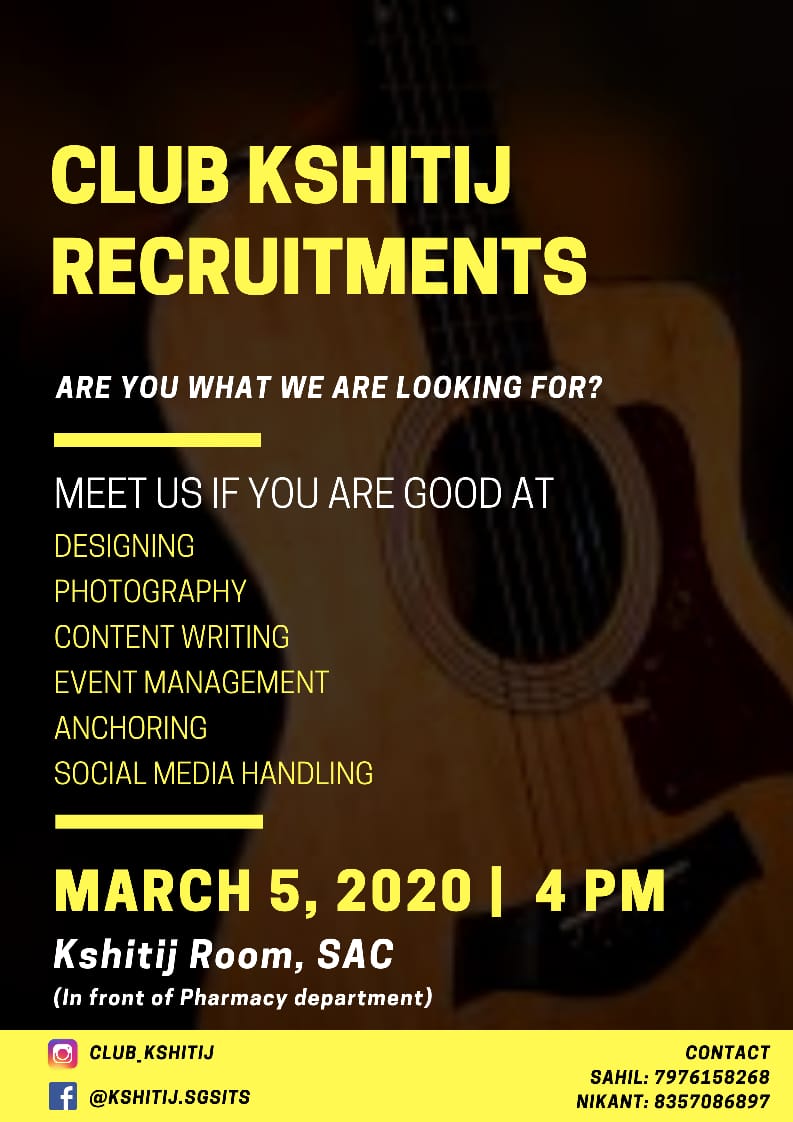 CLUB KSHITIJ
RECRUITMENTS
ARE YOU WHAT WE ARE LOOKING FOR?
MEET US IF YOU ARE GOOD AT
DESIGNING
PHOTOGRAPHY
CONTENT WRITING
EVENT MANAGEMENT
ANCHORING
SOCIAL MEDIA HANDLING
MARCH 5, 2020 | 4 PM
Kshitij Room, SAC
(In front of Pharmacy department)
CLUB_KSHITIJ
@KSHITIJ.SGSITS
CONTACT
SAHIL: 7976158268
NIKANT: 8357086897